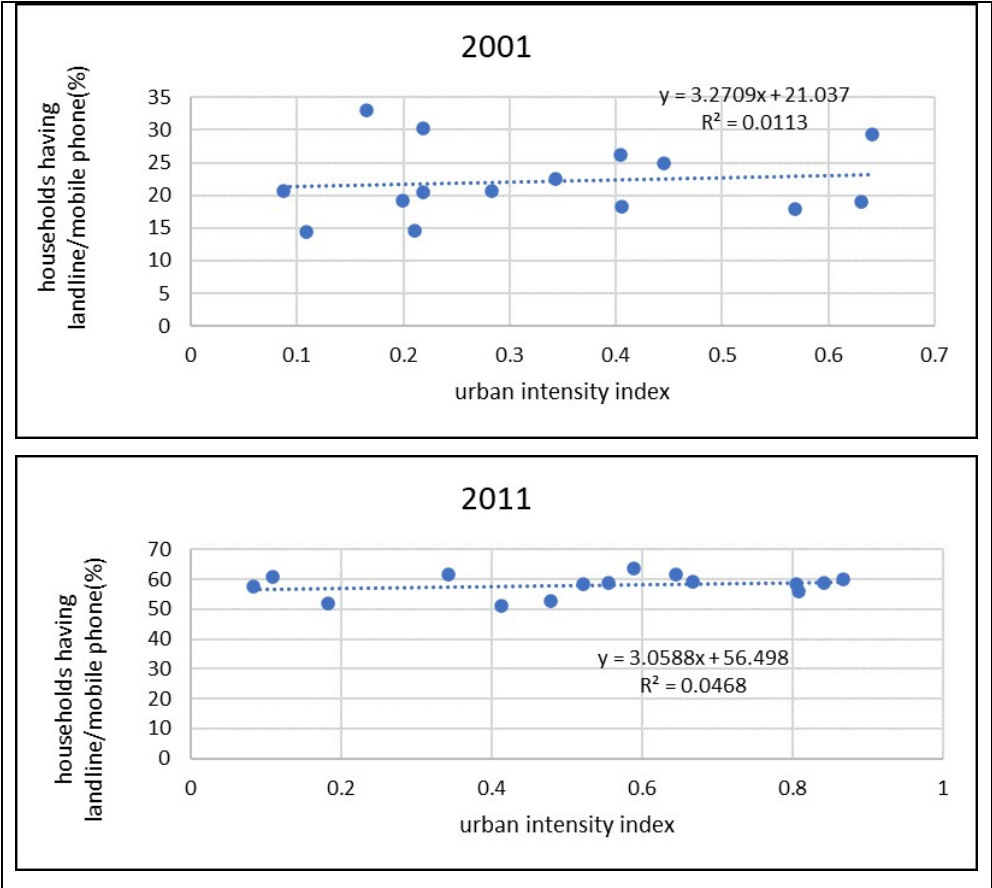 2001
households having
landline/mobile phone(%)
35
30
25
20
15
10
5
0
y = 3.2709x + 21.037
R² = 0.0113
0 0.1 0.2 0.3 0.4 0.5 0.6 0.7
urban intensity index
2011
households having
landline/mobile phone(%)
70
60
50
40
30
20
10
0
y = 3.0588x + 56.498
R² = 0.0468
0 0.2 0.4 0.6 0.8 1
urban intensity index